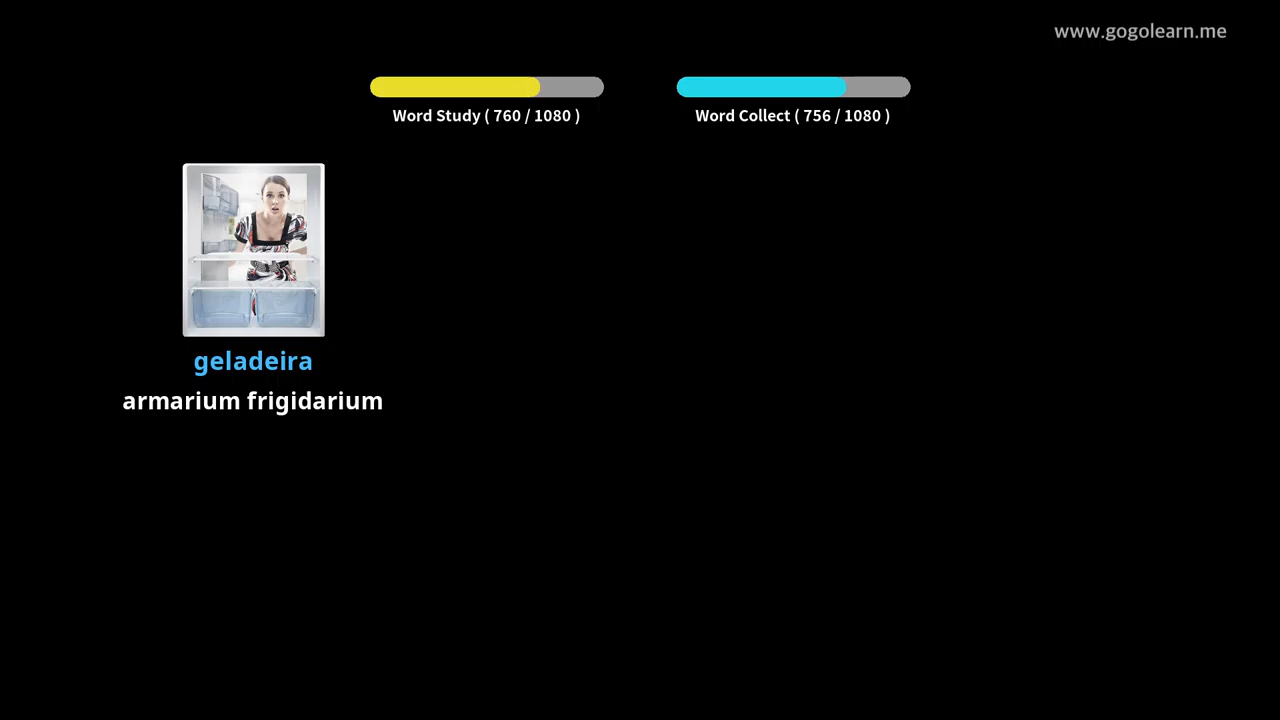 www.gogolearn.me
Word Study ( 760 / 1080 )
Word Collect ( 756 / 1080 )
geladeira
armarium frigidarium